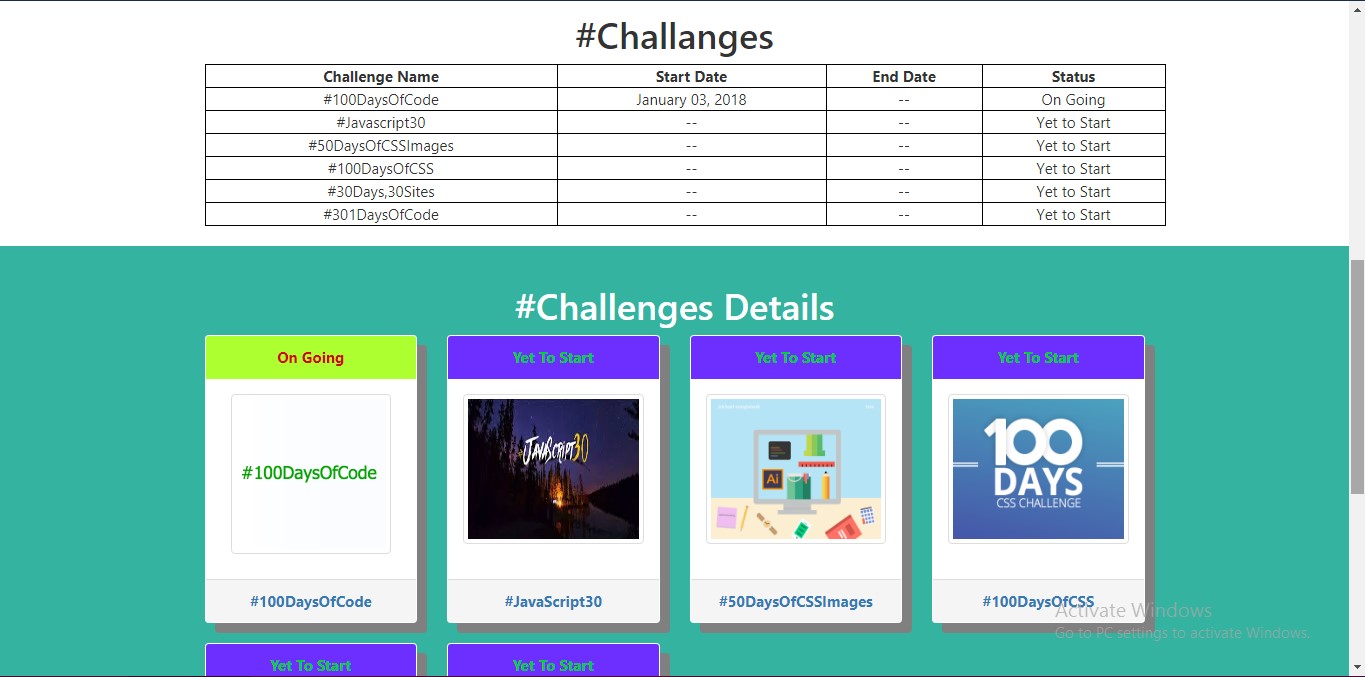 #Challanges
Challenge Name Start Date End Date Status
#100DaysOfCode January 03, 2018 -- On Going
#Javascript30 -- -- Yet to Start
#50DaysOfCSSImages -- -- Yet to Start
#100DaysOfCSS -- -- Yet to Start
#30Days,30Sites -- -- Yet to Start
#301DaysOfCode -- -- Yet to Start
#Challenges Details
On Going Yet To Start Yet To Start Yet To Start
#100DaysOfCode
JAVASCRIPT30
Ai
100
DAYS
CSS CHALLENGE
#100DaysOfCode #JavaScript30 #50DaysOfCSSImages #100DaysOfCSS
Activate Windows
Go to PC settings to activate Windows.
Yet To Start Yet To Start